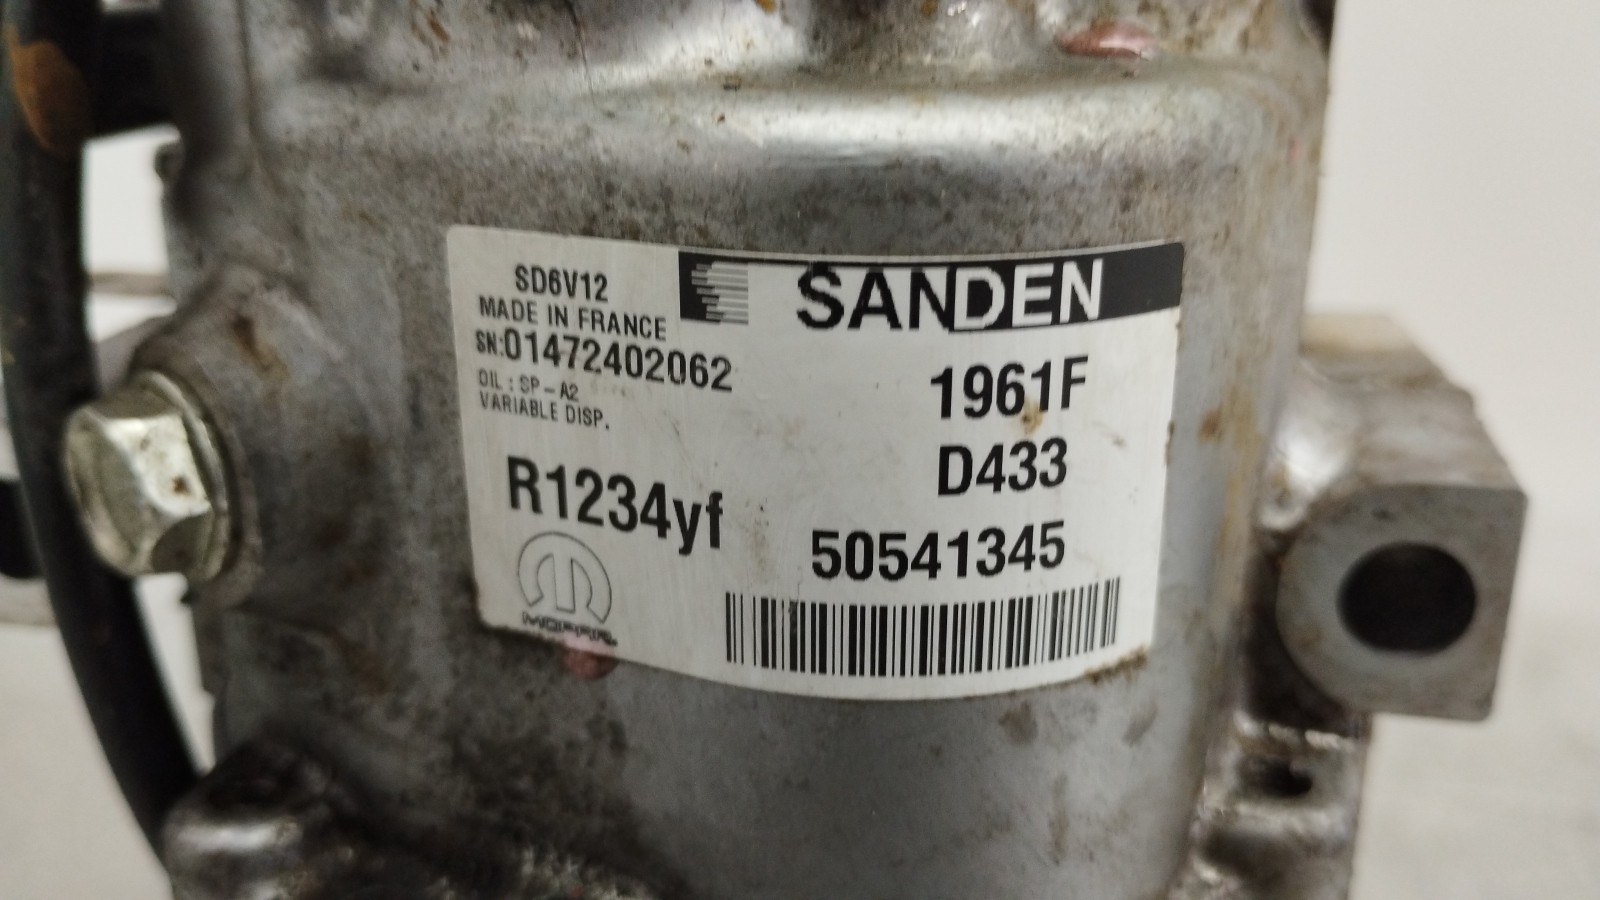 SD6V12
MADE IN FRANCE
SN:01472402062
OIL : SP-A2
VARIABLE DISP.
R1234yf
MOPAR
SANDEN
1961F
D433
50541345